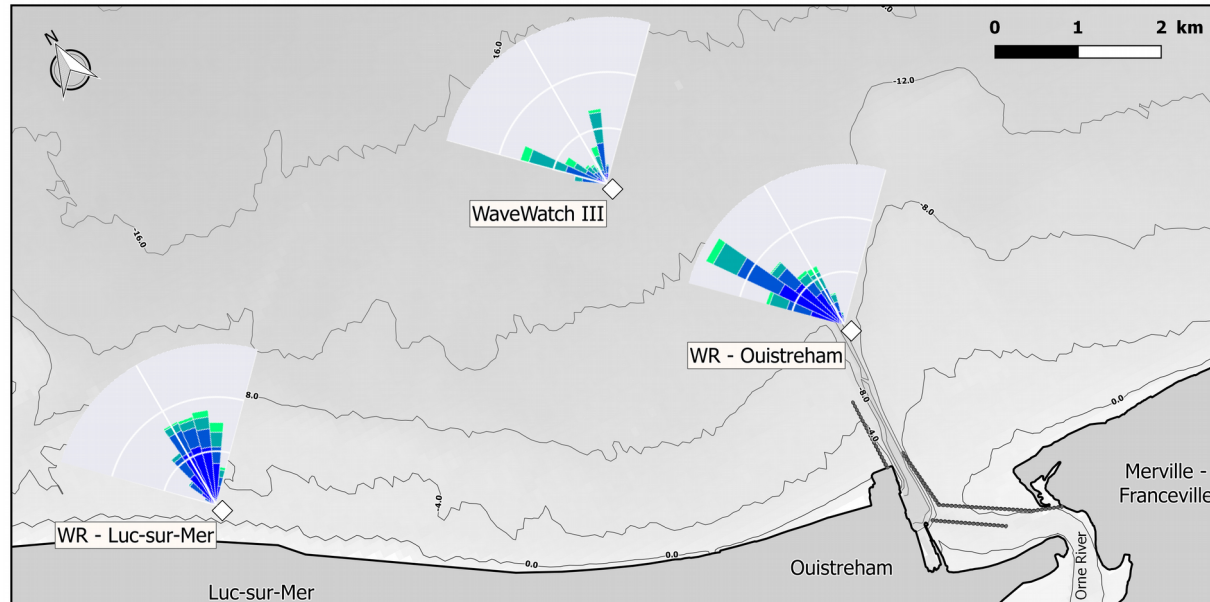 N
0 1 2 km
-16.0
-12.0
WaveWatch III
-8.0
-16.0
WR - Ouistreham
8.0
-8.0
0.0
-4.0
Merville -
Franceville
-4.0
WR - Luc-sur-Mer
0.0
0.0
Ouistreham
Orne River
Luc-sur-Mer